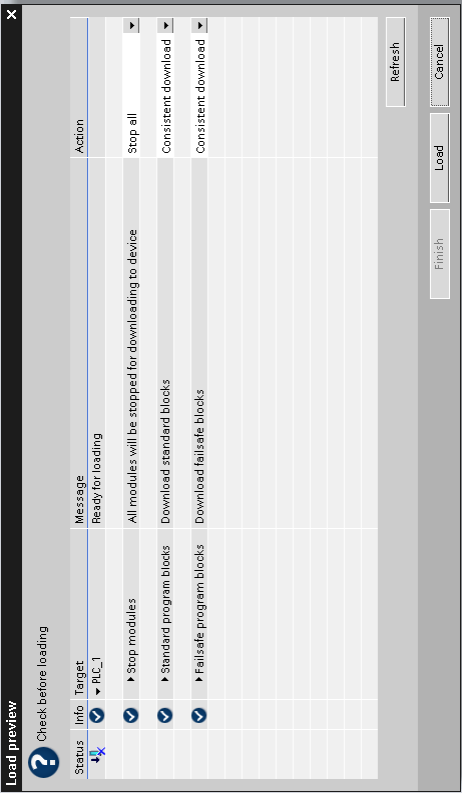 Load preview
Check before loading
Status Info Target Message Action
PLC_1 Ready for loading
Stop modules All modules will be stopped for downloading to device Stop all
Standard program blocks Download standard blocks Consistent download
Failsafe program blocks Download failsafe blocks Consistent download
Refresh
Finish Load Cancel